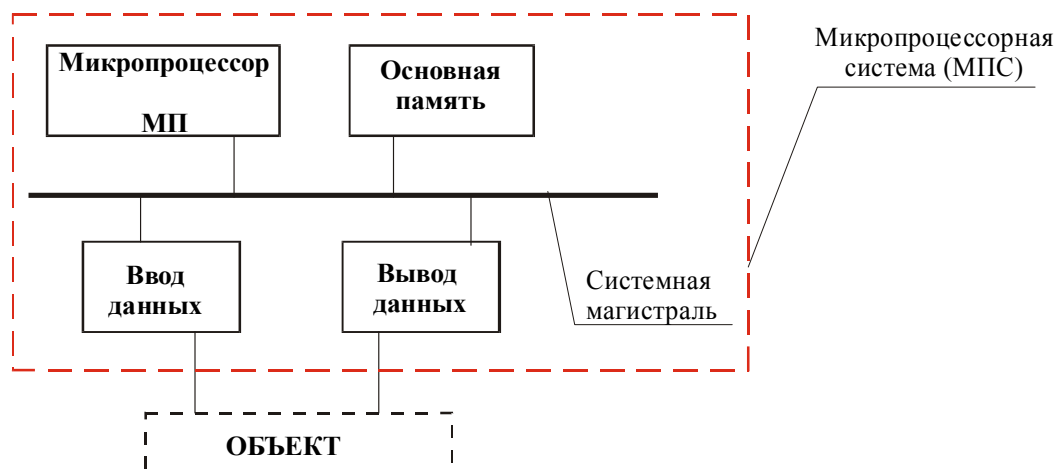 Микропроцессор
МП
Основная
память
Микропроцессорная
система (МПС)
Ввод
данных
Вывод
данных
Системная
магистраль
ОБЪЕКТ